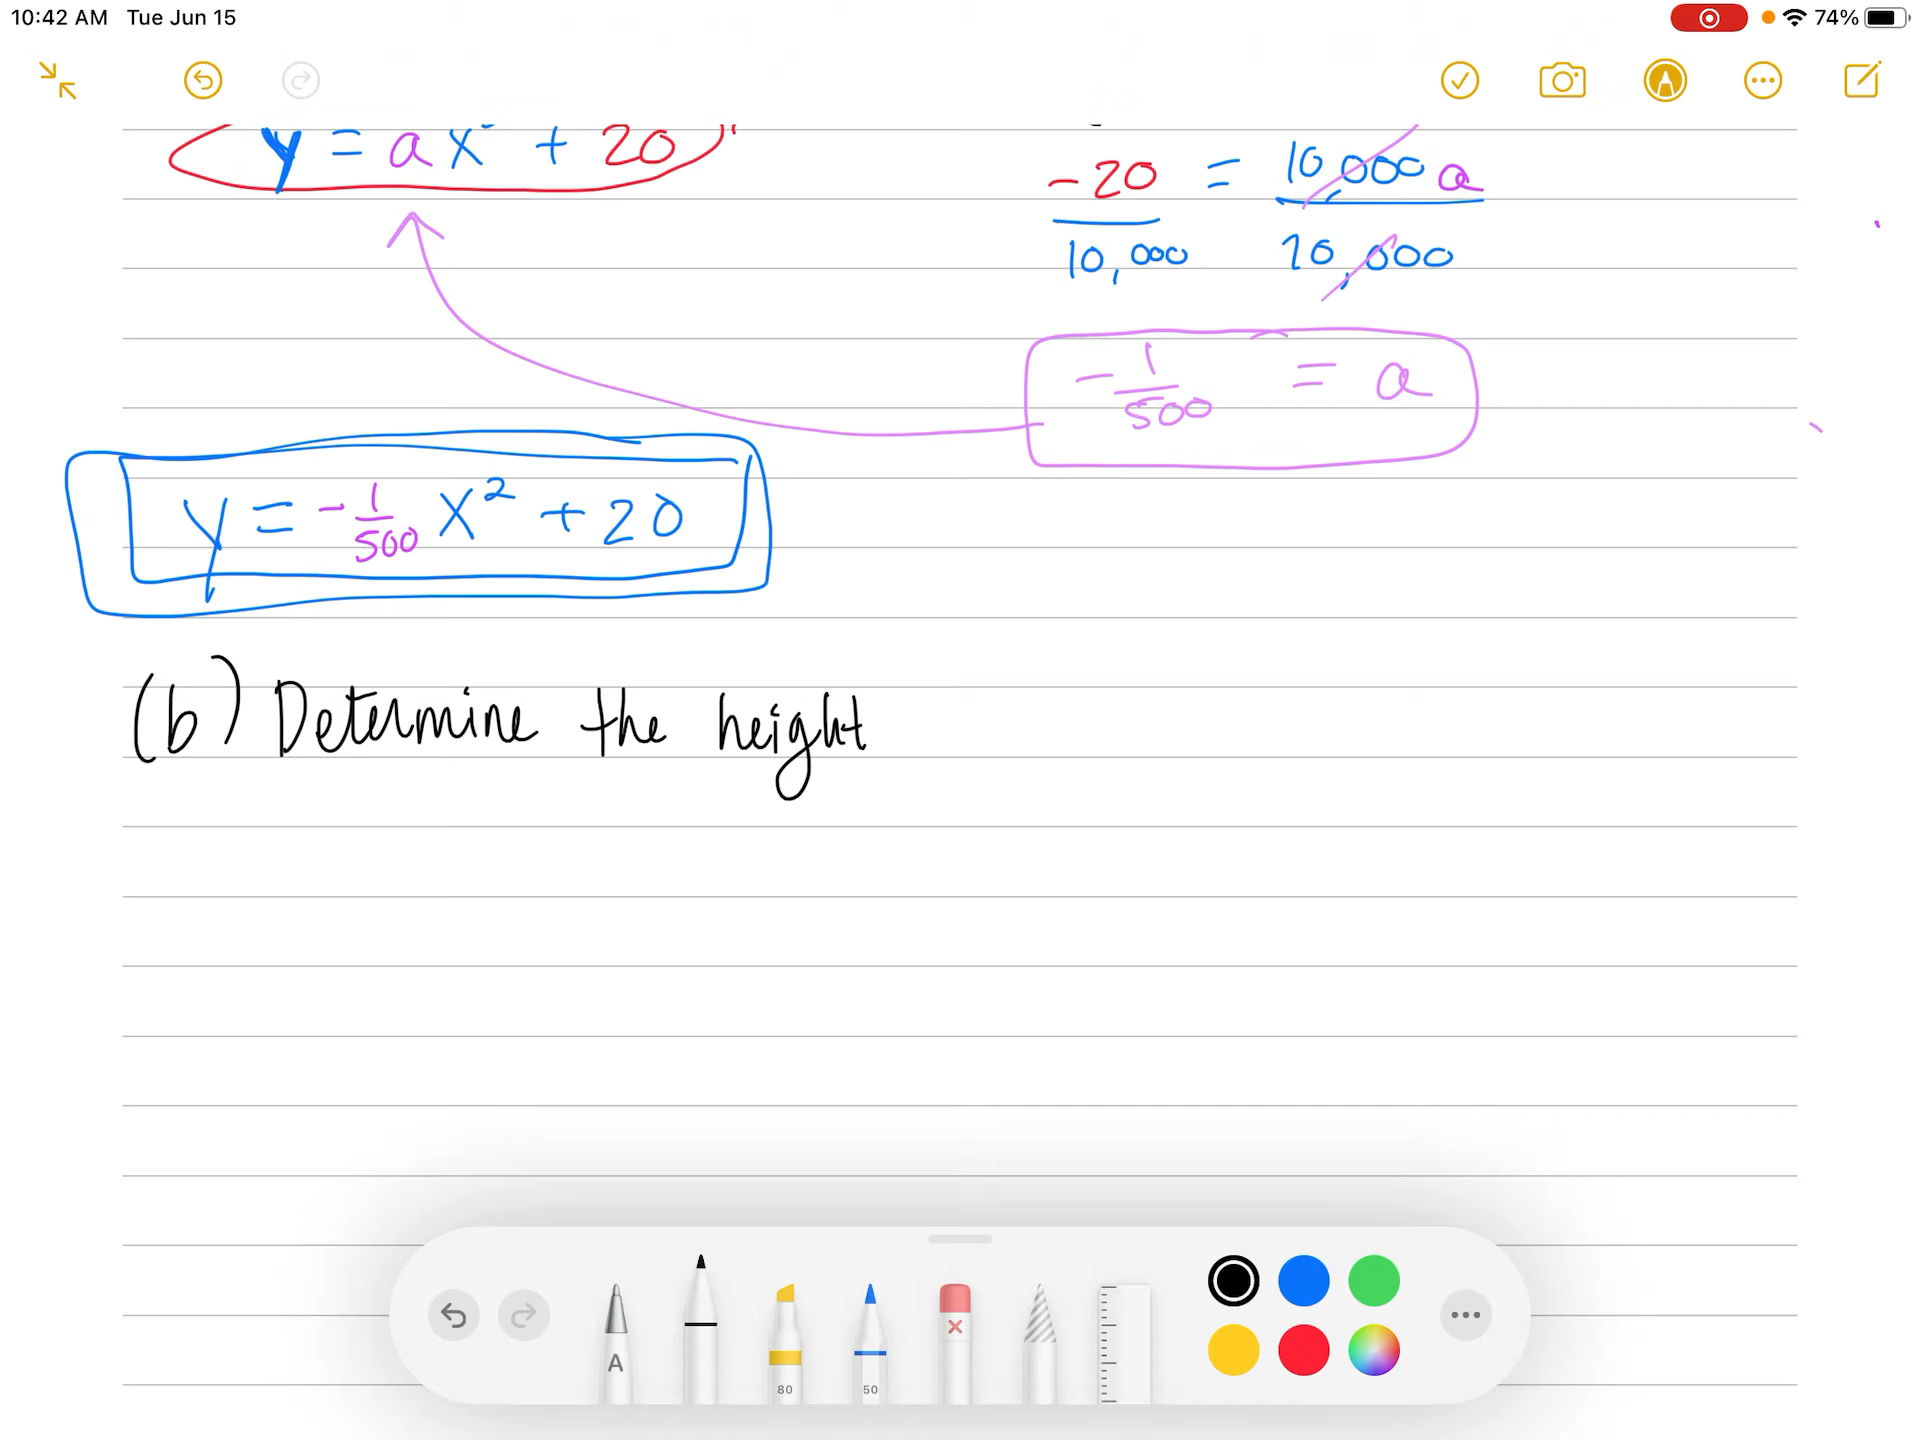 10:42 AM Tue Jun 15
74%
y = ax² + 20
-20 = 10,000a
10,000 10,000
-1/500 = a
y = -1/500 x² + 20
(b) Determine the height
A
80
50